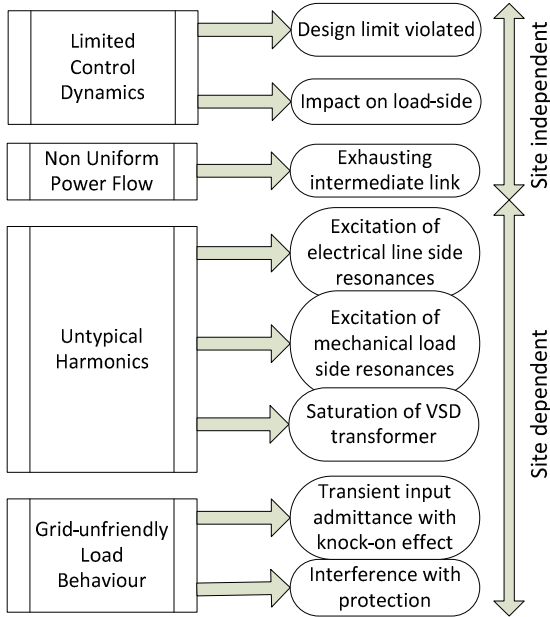 Limited
Control
Dynamics
Design limit violated
Impact on load-side
Non Uniform
Power Flow
Exhausting
intermediate link
Site independent
Untypical
Harmonics
Excitation of
electrical line side
resonances
Excitation of
mechanical load
side resonances
Saturation of VSD
transformer
Grid-unfriendly
Load
Behaviour
Transient input
admittance with
knock-on effect
Interference with
protection
Site dependent